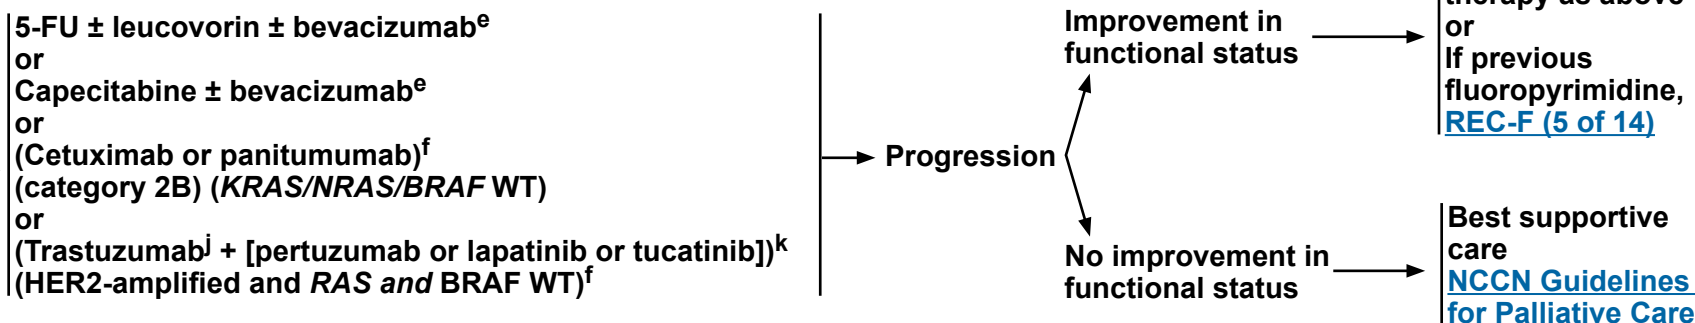 5-FU ± leucovorin ± bevacizumabᵉ
or
Capecitabine ± bevacizumabᵉ
or
(Cetuximab or panitumumab)ᶠ
(category 2B) (KRAS/NRAS/BRAF WT)
or
(Trastuzumabʲ + [pertuzumab or lapatinib or tucatinib])ᵏ
(HER2-amplified and RAS and BRAF WT)ᶠ
Progression
Improvement in
functional status
therapy as above
or
If previous
fluoropyrimidine,
REC-F (5 of 14)
No improvement in
functional status
Best supportive
care
NCCN Guidelines
for Palliative Care